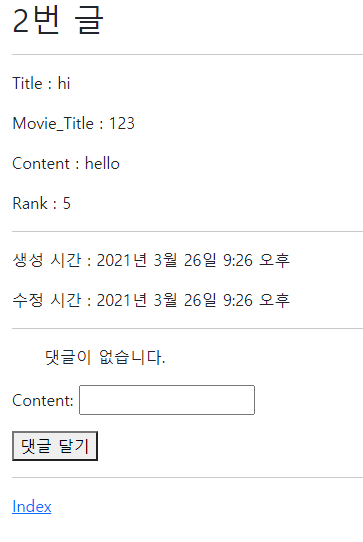 2번 글
Title : hi
Movie_Title : 123
Content : hello
Rank : 5
생성 시간 : 2021년 3월 26일 9:26 오후
수정 시간 : 2021년 3월 26일 9:26 오후
댓글이 없습니다.
Content:
댓글 달기
Index